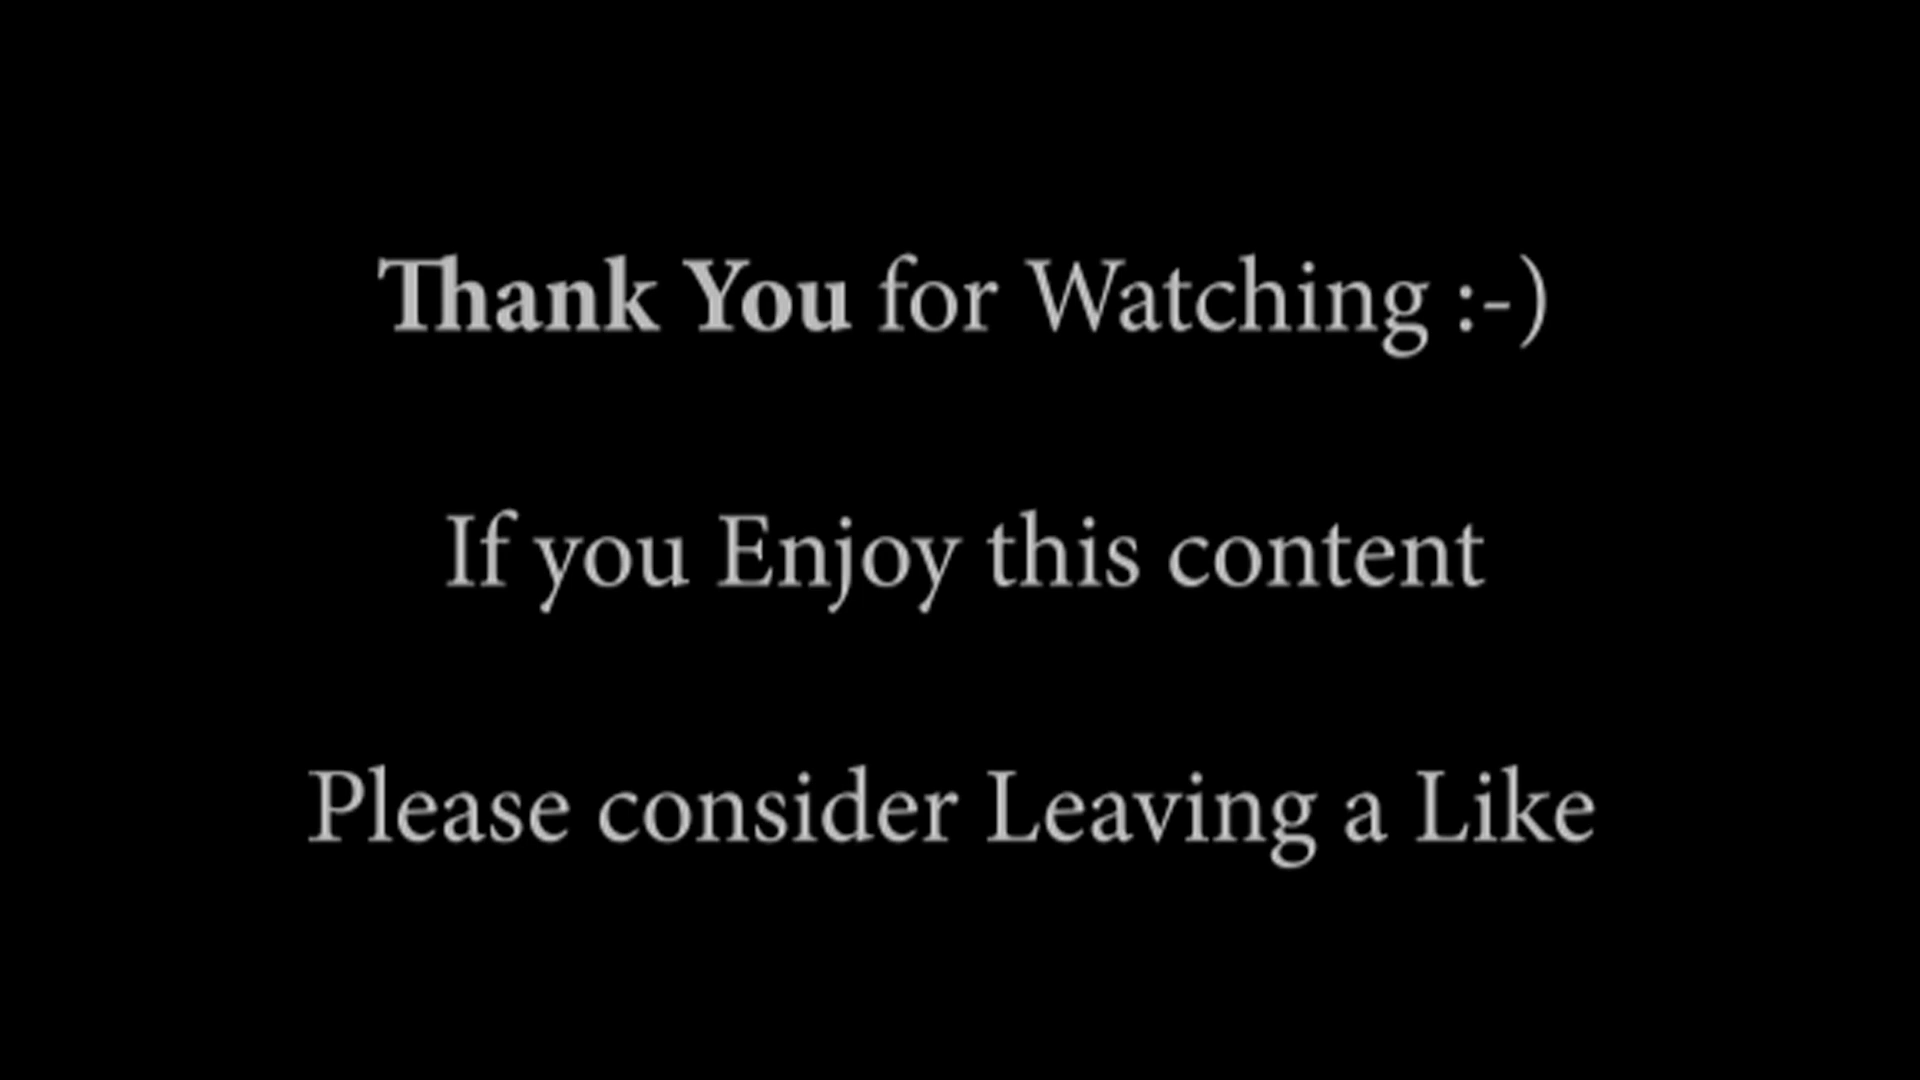 Thank You for Watching :-)
If you Enjoy this content
Please consider Leaving a Like